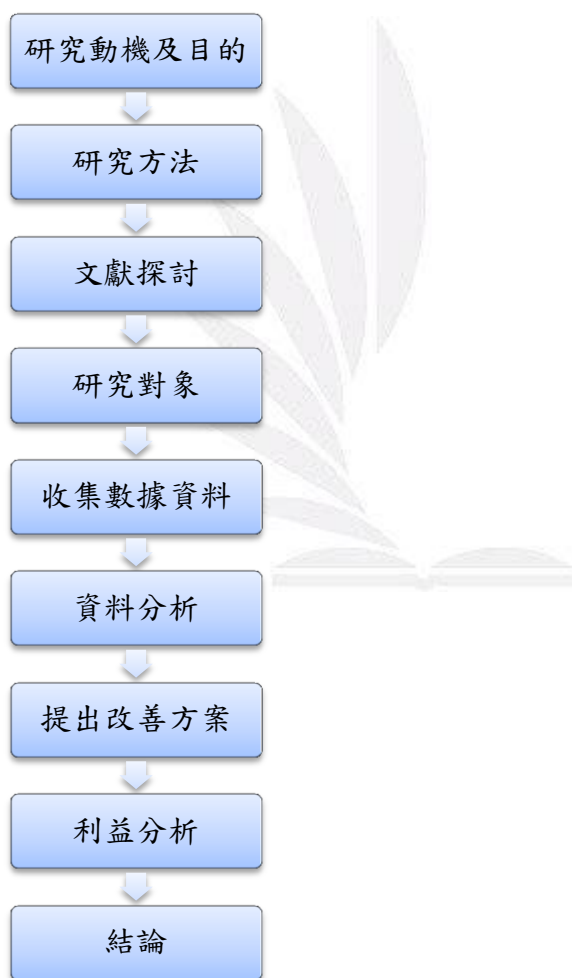 研究動機及目的
研究方法
文獻探討
研究對象
收集數據資料
資料分析
提出改善方案
利益分析
結論